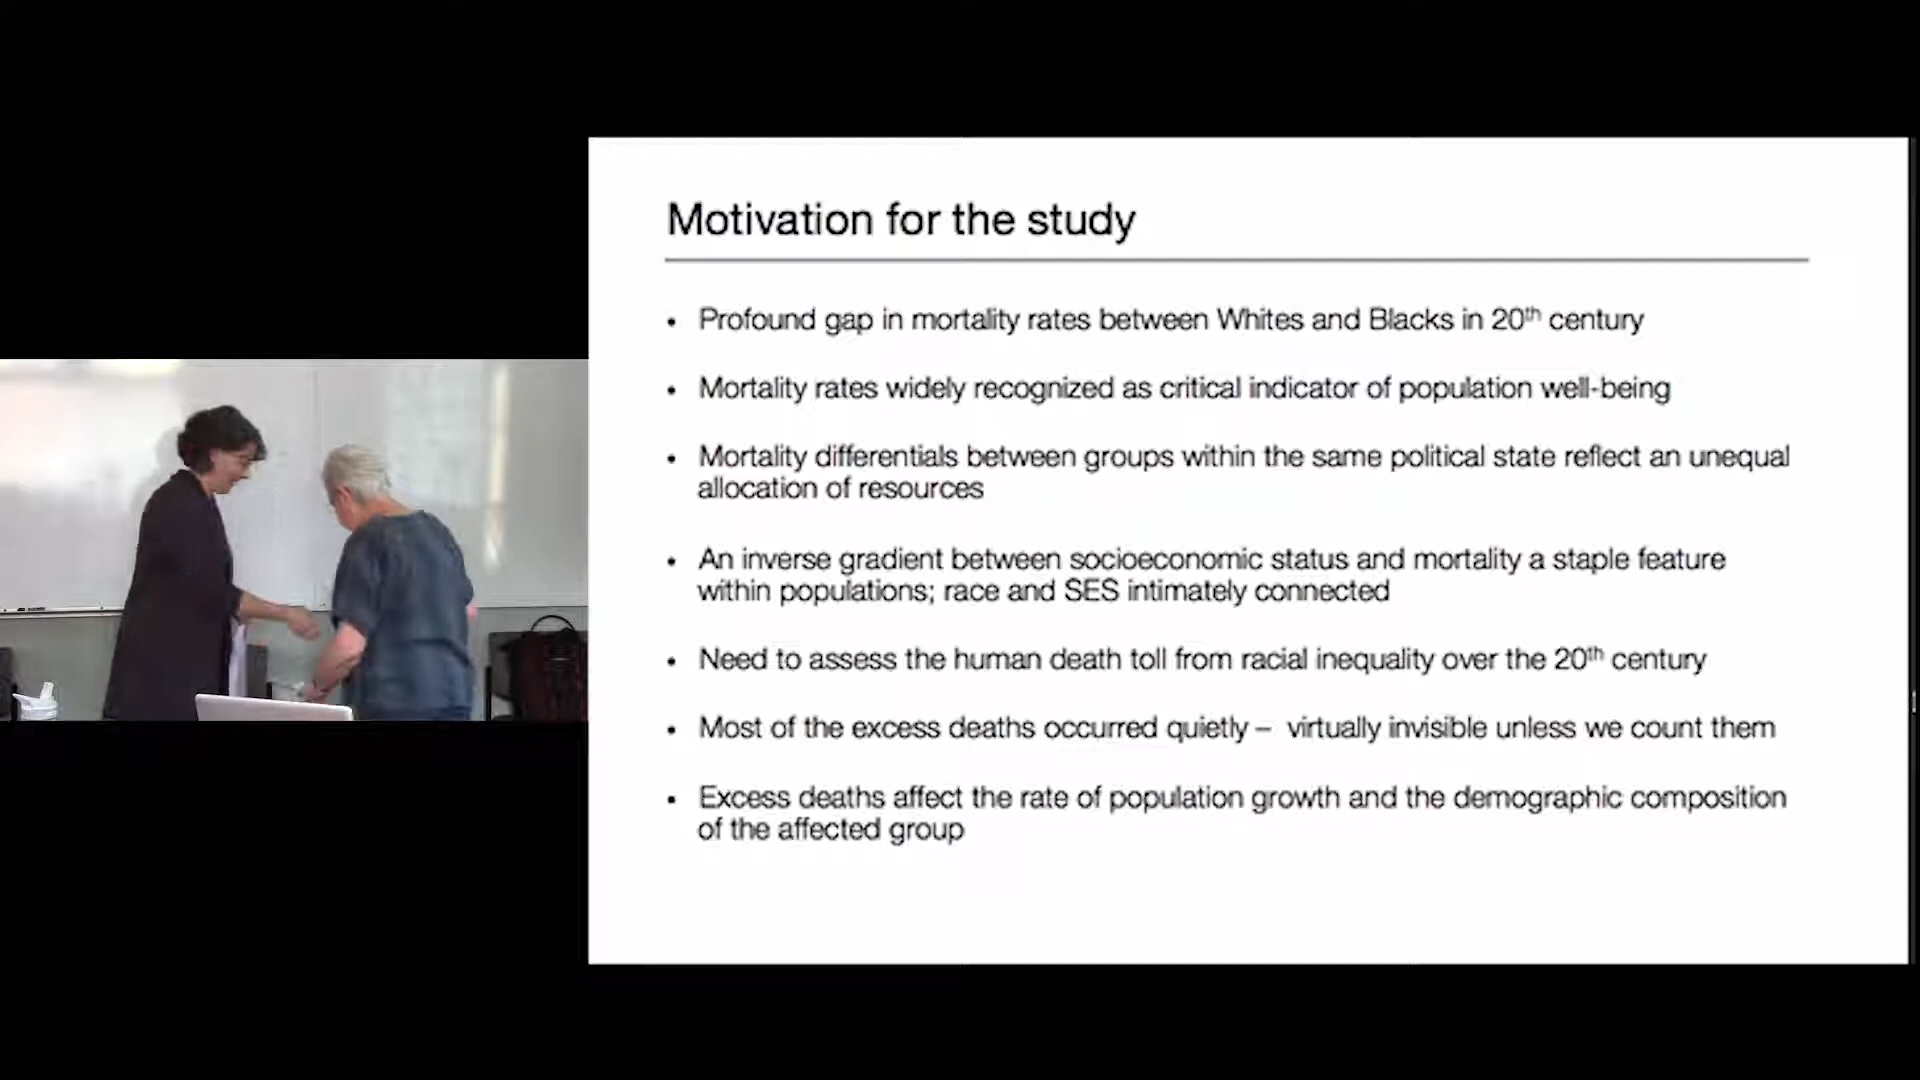 Motivation for the study
• Profound gap in mortality rates between Whites and Blacks in 20th century
• Mortality rates widely recognized as critical indicator of population well-being
• Mortality differentials between groups within the same political state reflect an unequal
allocation of resources
• An inverse gradient between socioeconomic status and mortality a staple feature
within populations; race and SES intimately connected
• Need to assess the human death toll from racial inequality over the 20th century
• Most of the excess deaths occurred quietly – virtually invisible unless we count them
• Excess deaths affect the rate of population growth and the demographic composition
of the affected group